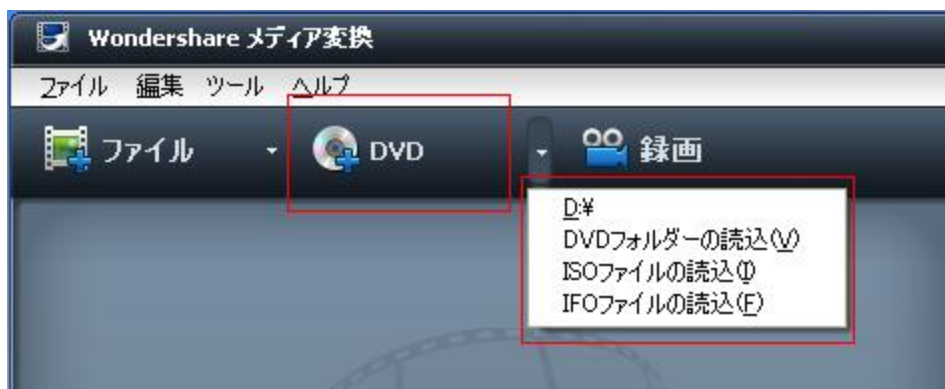 Wondershare メディア変換
ファイル 編集 ツール ヘルプ
ファイル DVD 録画
D:¥
DVDフォルダーの読込(V)
ISOファイルの読込(I)
IFOファイルの読込(F)